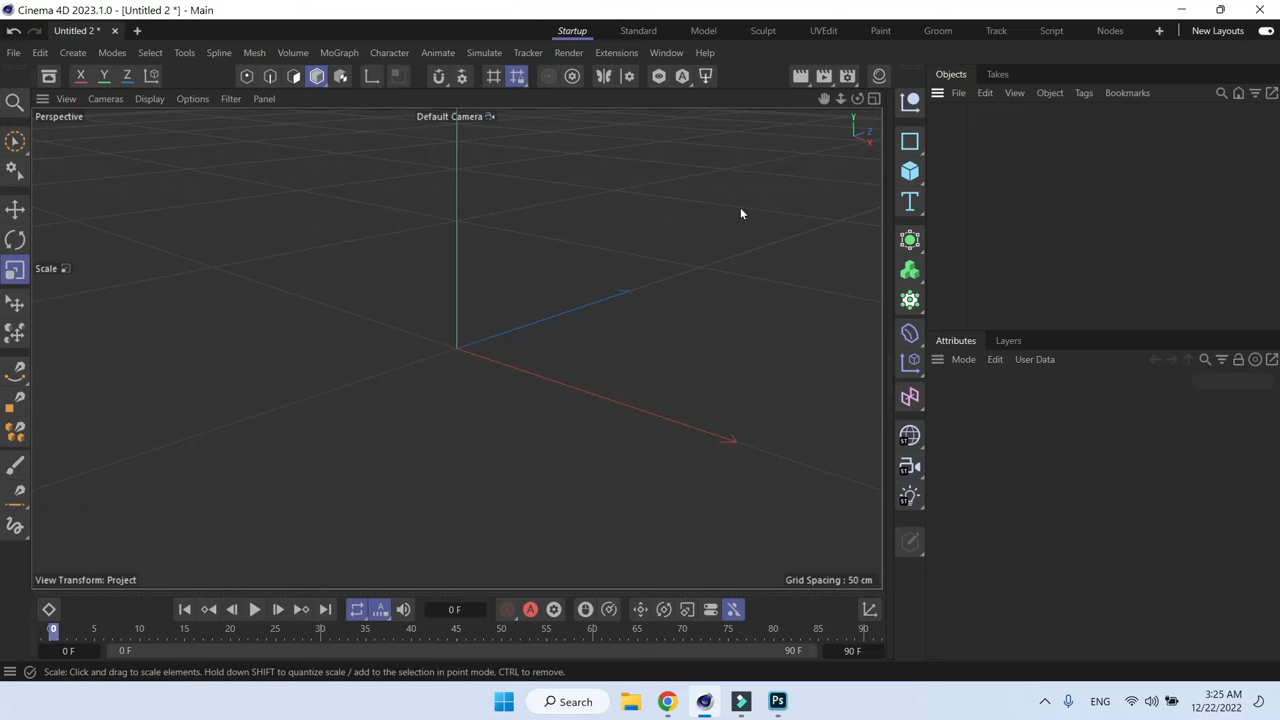 Cinema 4D 2023.1.0 - [Untitled 2 *] - Main
Untitled 2 *
Startup Standard Model Sculpt UVEdit Paint Groom Track Script Nodes New Layouts
File Edit Create Modes Select Tools Spline Mesh Volume MoGraph Character Animate Simulate Tracker Render Extensions Window Help
X Y Z
Objects Takes
File Edit View Object Tags Bookmarks
View Cameras Display Options Filter Panel
Perspective Default Camera
Y
Z
X
Scale
View Transform: Project Grid Spacing : 50 cm
Attributes Layers
Mode Edit User Data
ST
ST
ST
0 F
0 5 10 15 20 25 30 35 40 45 50 55 60 65 70 75 80 85 90
0 F 0 F 90 F 90 F
Scale: Click and drag to scale elements. Hold down SHIFT to quantize scale / add to the selection in point mode, CTRL to remove.
Search
Ps
ENG
3:25 AM
12/22/2022